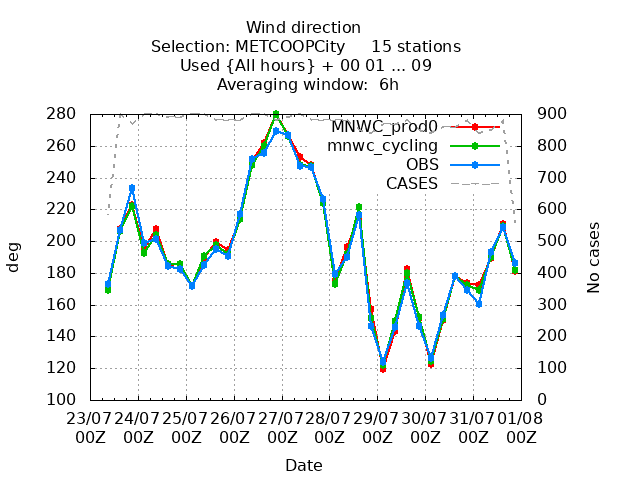 Wind direction
Selection: METCOOPCity 15 stations
Used {All hours} + 00 01 ... 09
Averaging window: 6h
280 900
MNWC_prod0
260 800
mnwc_cycling
OBS
240 700
CASES
220 600
200 500
180 400
160 300
140 200
120 100
100 0
deg
No cases
23/07 24/07 25/07 26/07 27/07 28/07 29/07 30/07 31/07 01/08
00Z 00Z 00Z 00Z 00Z 00Z 00Z 00Z 00Z 00Z
Date